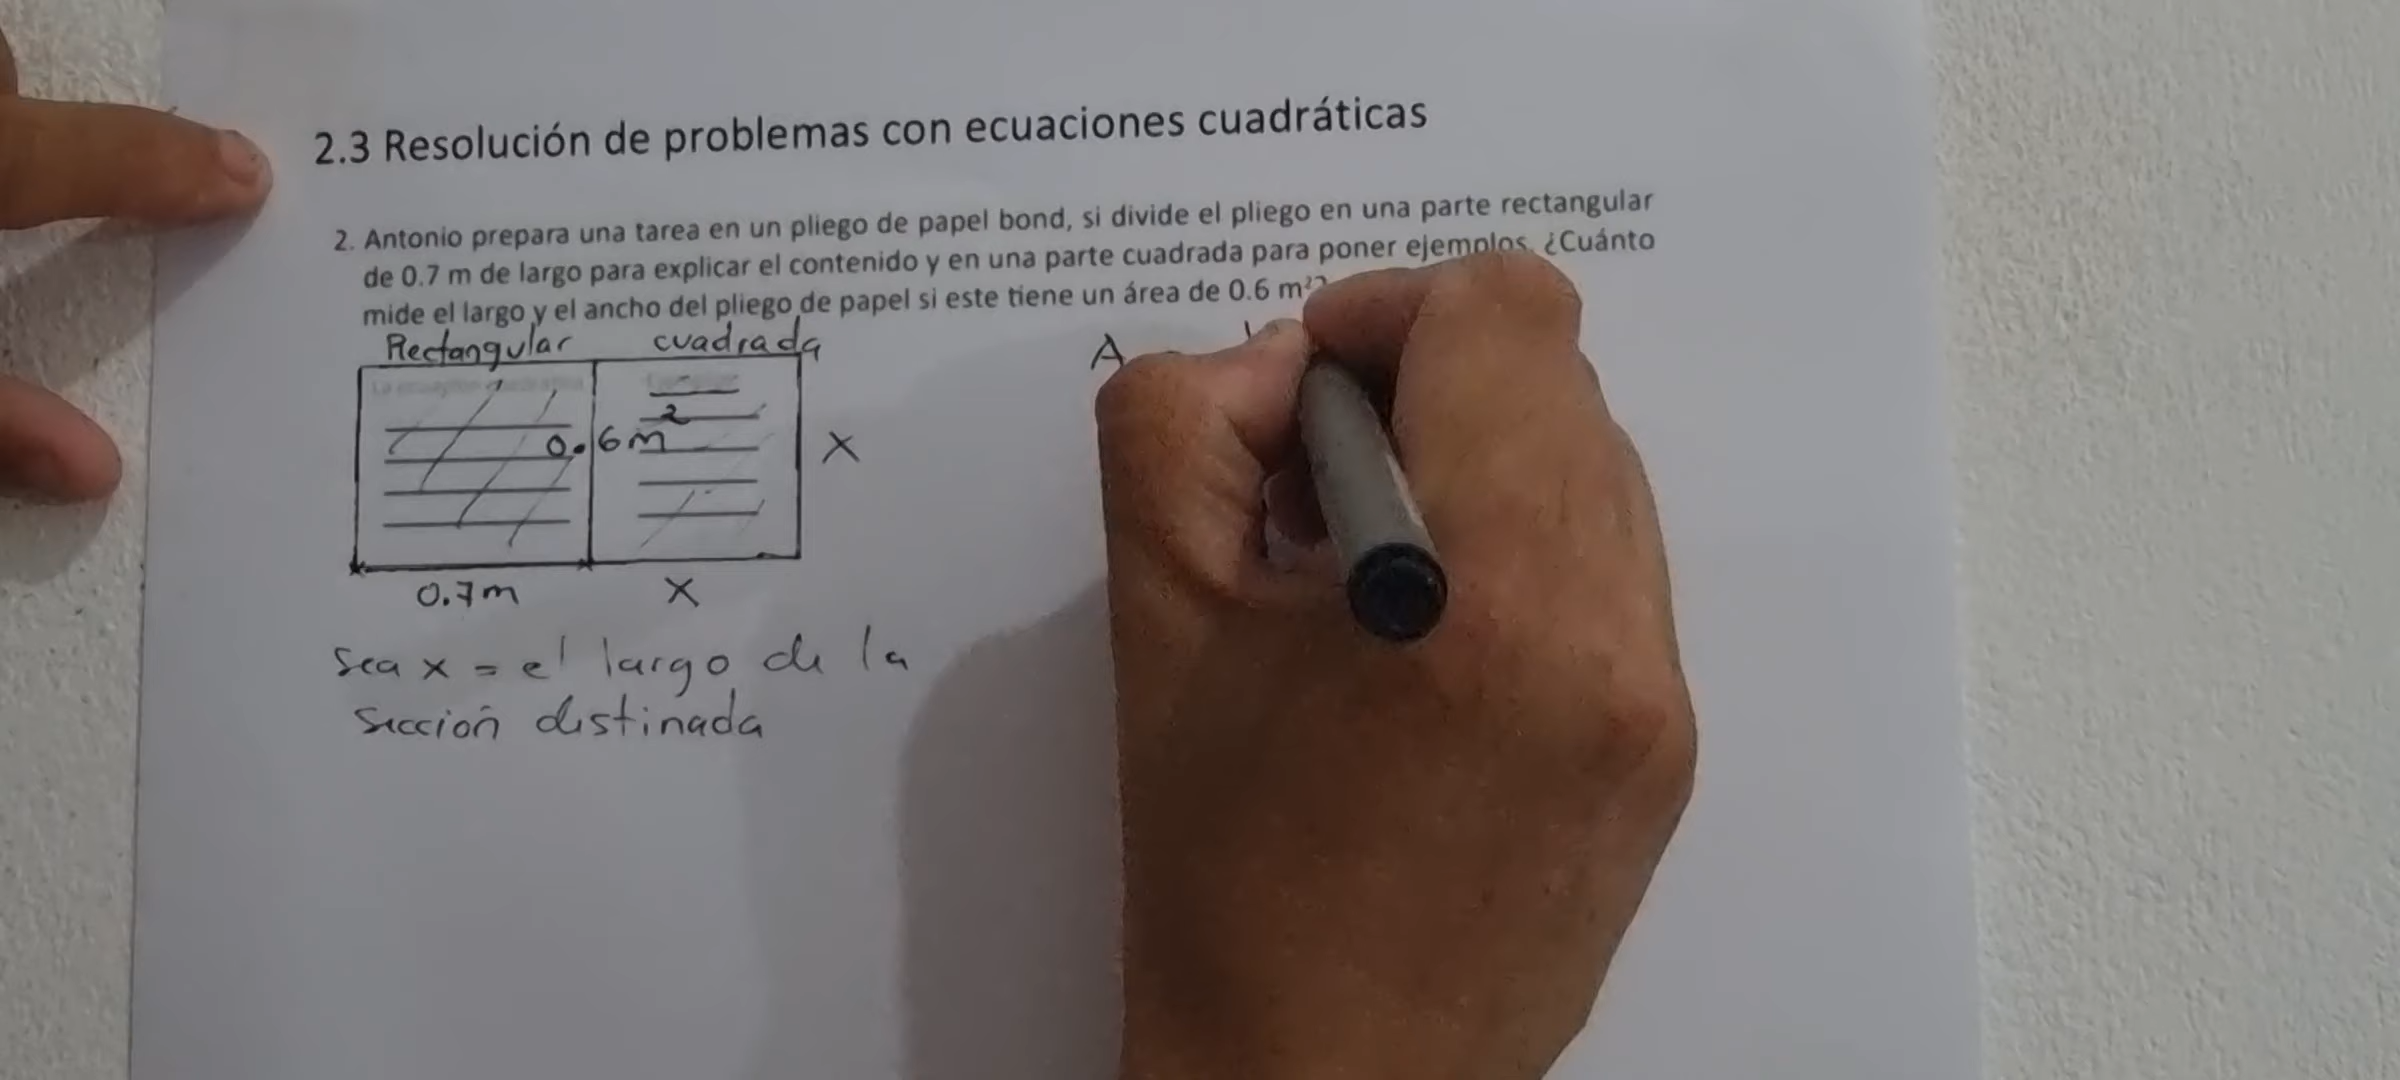 2.3 Resolución de problemas con ecuaciones cuadráticas
2. Antonio prepara una tarea en un pliego de papel bond, si divide el pliego en una parte rectangular
de 0.7 m de largo para explicar el contenido y en una parte cuadrada para poner ejemplos. ¿Cuánto
mide el largo y el ancho del pliego de papel si este tiene un área de 0.6 m²?
Rectangular cuadrada
A
0.6m²
X
0.7m X
sea x = el largo de la
sección destinada